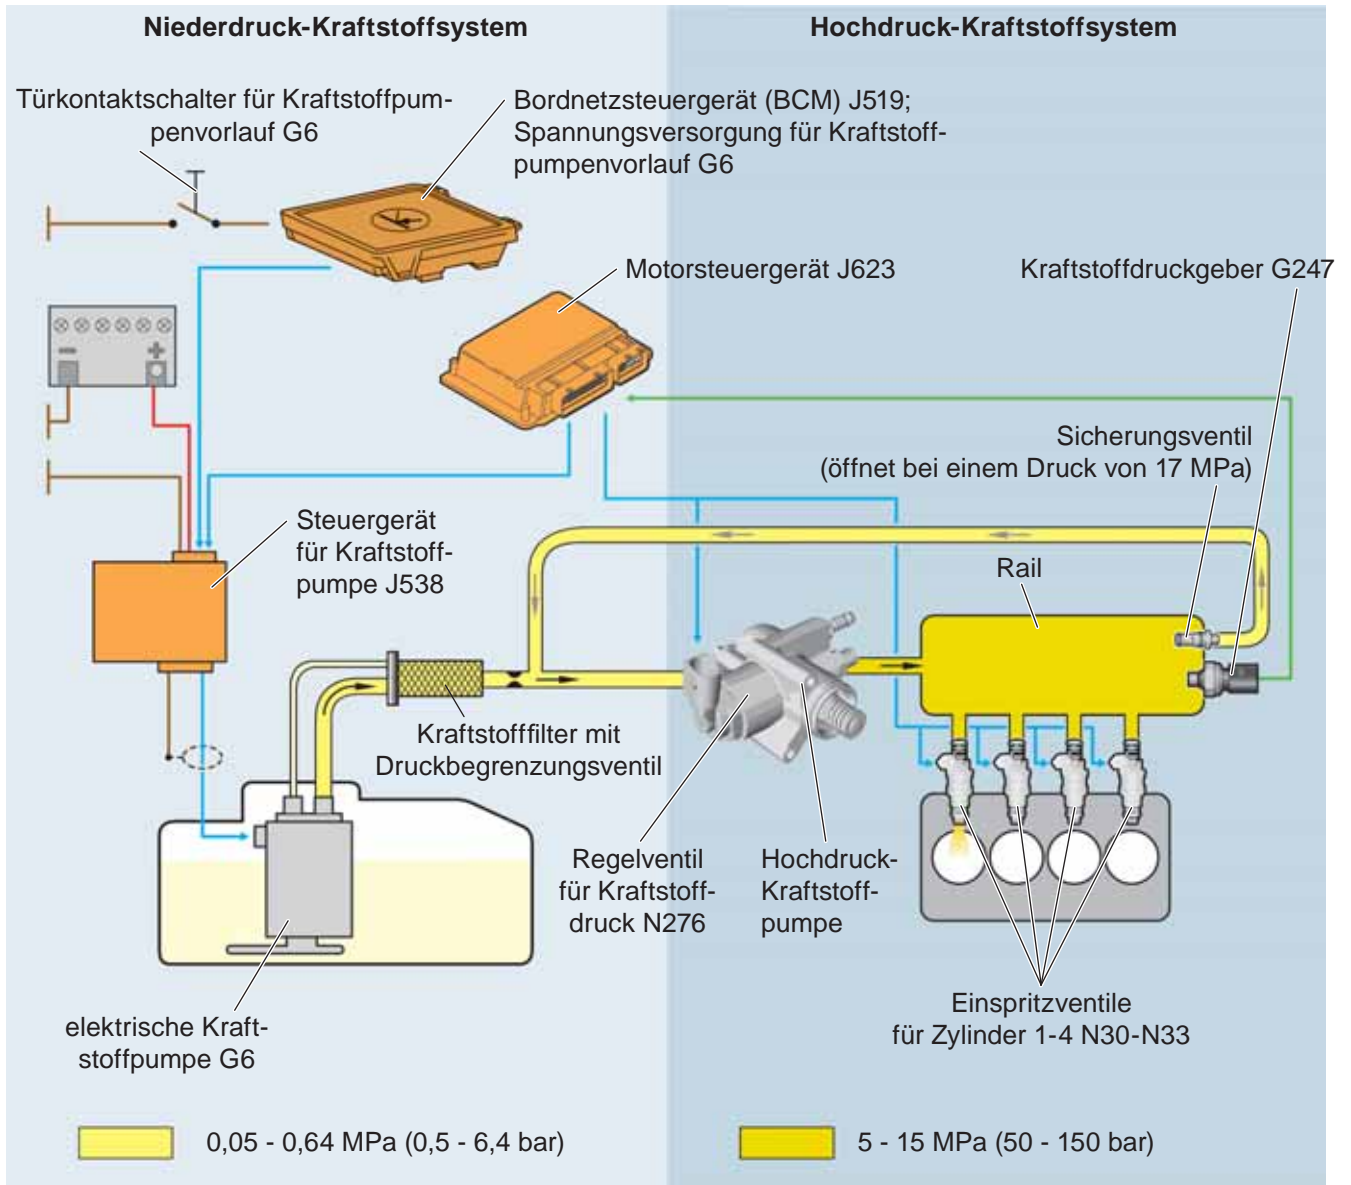 Niederdruck-Kraftstoffsystem
Hochdruck-Kraftstoffsystem
Türkontaktschalter für Kraftstoffpum-
penvorlauf G6
Bordnetzsteuergerät (BCM) J519;
Spannungsversorgung für Kraftstoff-
pumpenvorlauf G6
Motorsteuergerät J623
Kraftstoffdruckgeber G247
Sicherungsventil
(öffnet bei einem Druck von 17 MPa)
Steuergerät
für Kraftstoff-
pumpe J538
Rail
Kraftstofffilter mit
Druckbegrenzungsventil
Regelventil
für Kraftstoff-
druck N276
Hochdruck-
Kraftstoff-
pumpe
Einspritzventile
für Zylinder 1-4 N30-N33
elektrische Kraft-
stoffpumpe G6
0,05 - 0,64 MPa (0,5 - 6,4 bar)
5 - 15 MPa (50 - 150 bar)